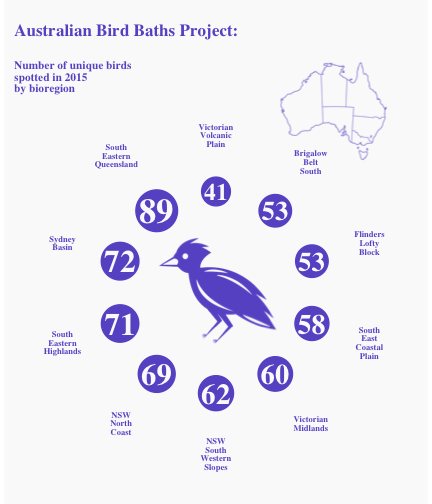 Australian Bird Baths Project:
Number of unique birds
spotted in 2015
by bioregion
Victorian
Volcanic
Plain
41
Brigalow
Belt
South
53
Flinders
Lofty
Block
53
South
East
Coastal
Plain
58
Victorian
Midlands
60
NSW
South
Western
Slopes
62
NSW
North
Coast
69
South
Eastern
Highlands
71
Sydney
Basin
72
South
Eastern
Queensland
89